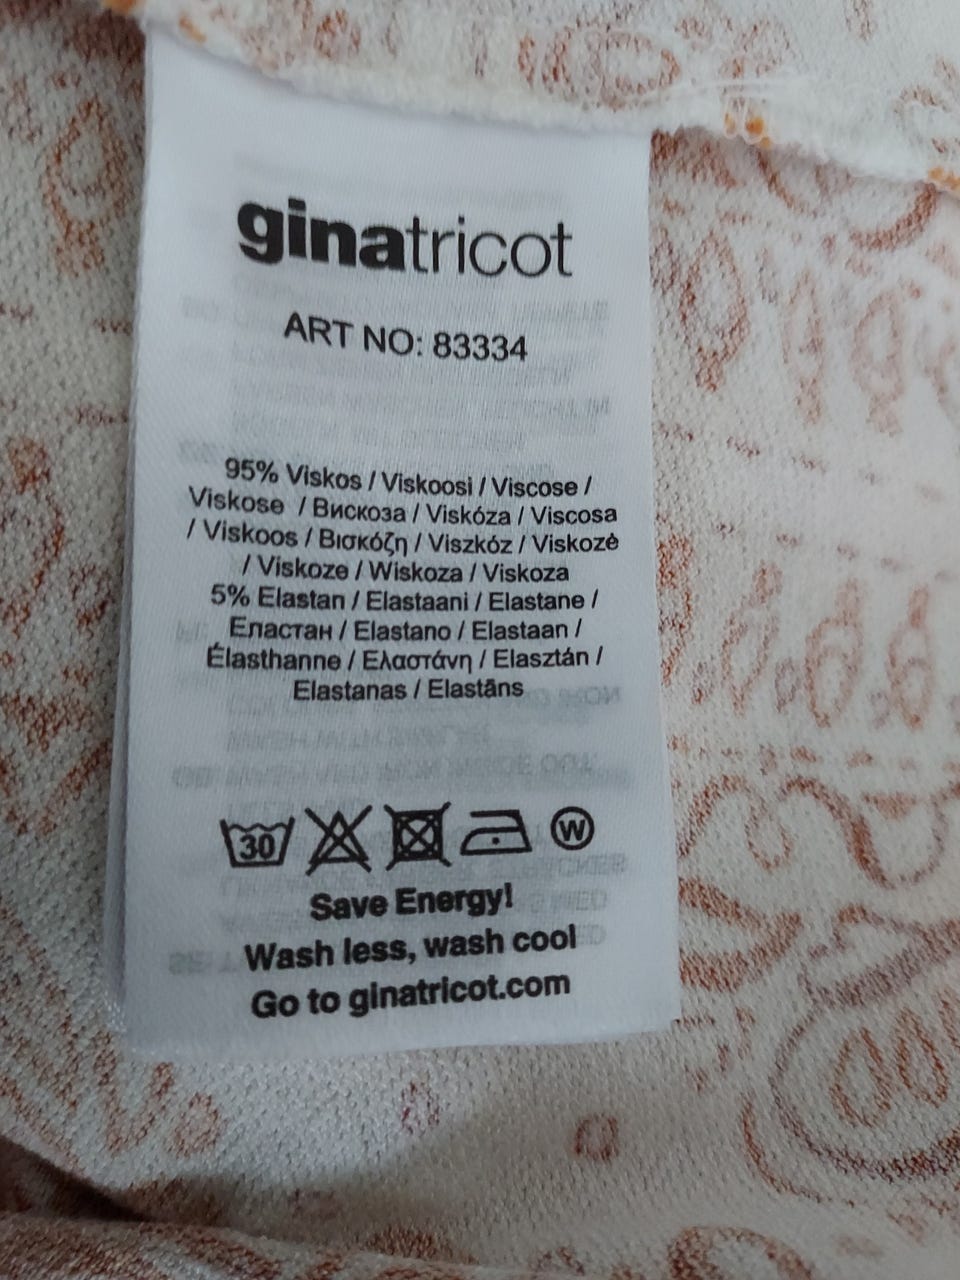 ginatricot
ART NO: 83334
95% Viskos / Viskoosi / Viscose /
Viskose / Вискоза / Viskóza / Viscosa
/ Viskoos / Βισκόζη / Viszkóz / Viskozė
/ Viskoze / Wiskoza / Viskoza
5% Elastan / Elastaani / Elastane /
Еластан / Elastano / Elastaan /
Élasthanne / Ελαστάνη / Elasztán /
Elastanas / Elastāns
30 W
Save Energy!
Wash less, wash cool
Go to ginatricot.com